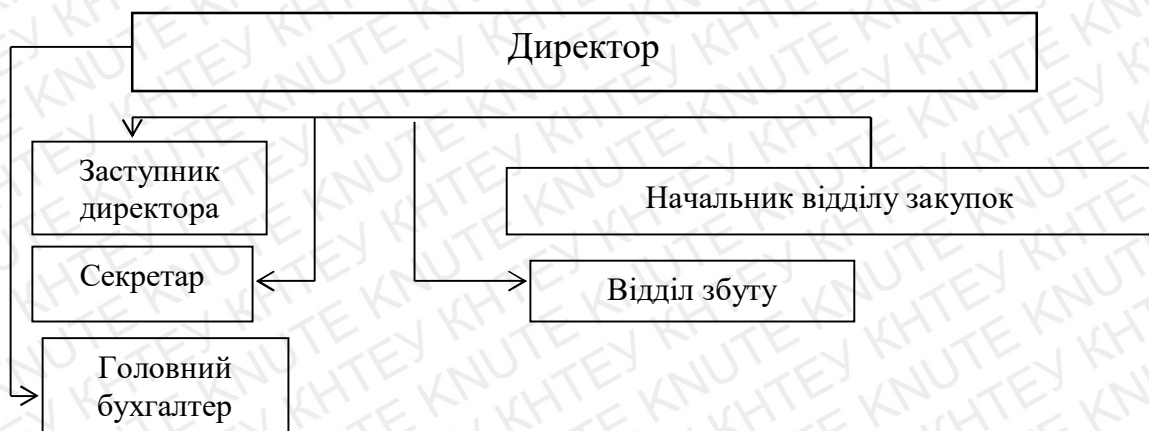 Директор
Заступник
директора
Начальник відділу закупок
Секретар
Відділ збуту
Головний
бухгалтер